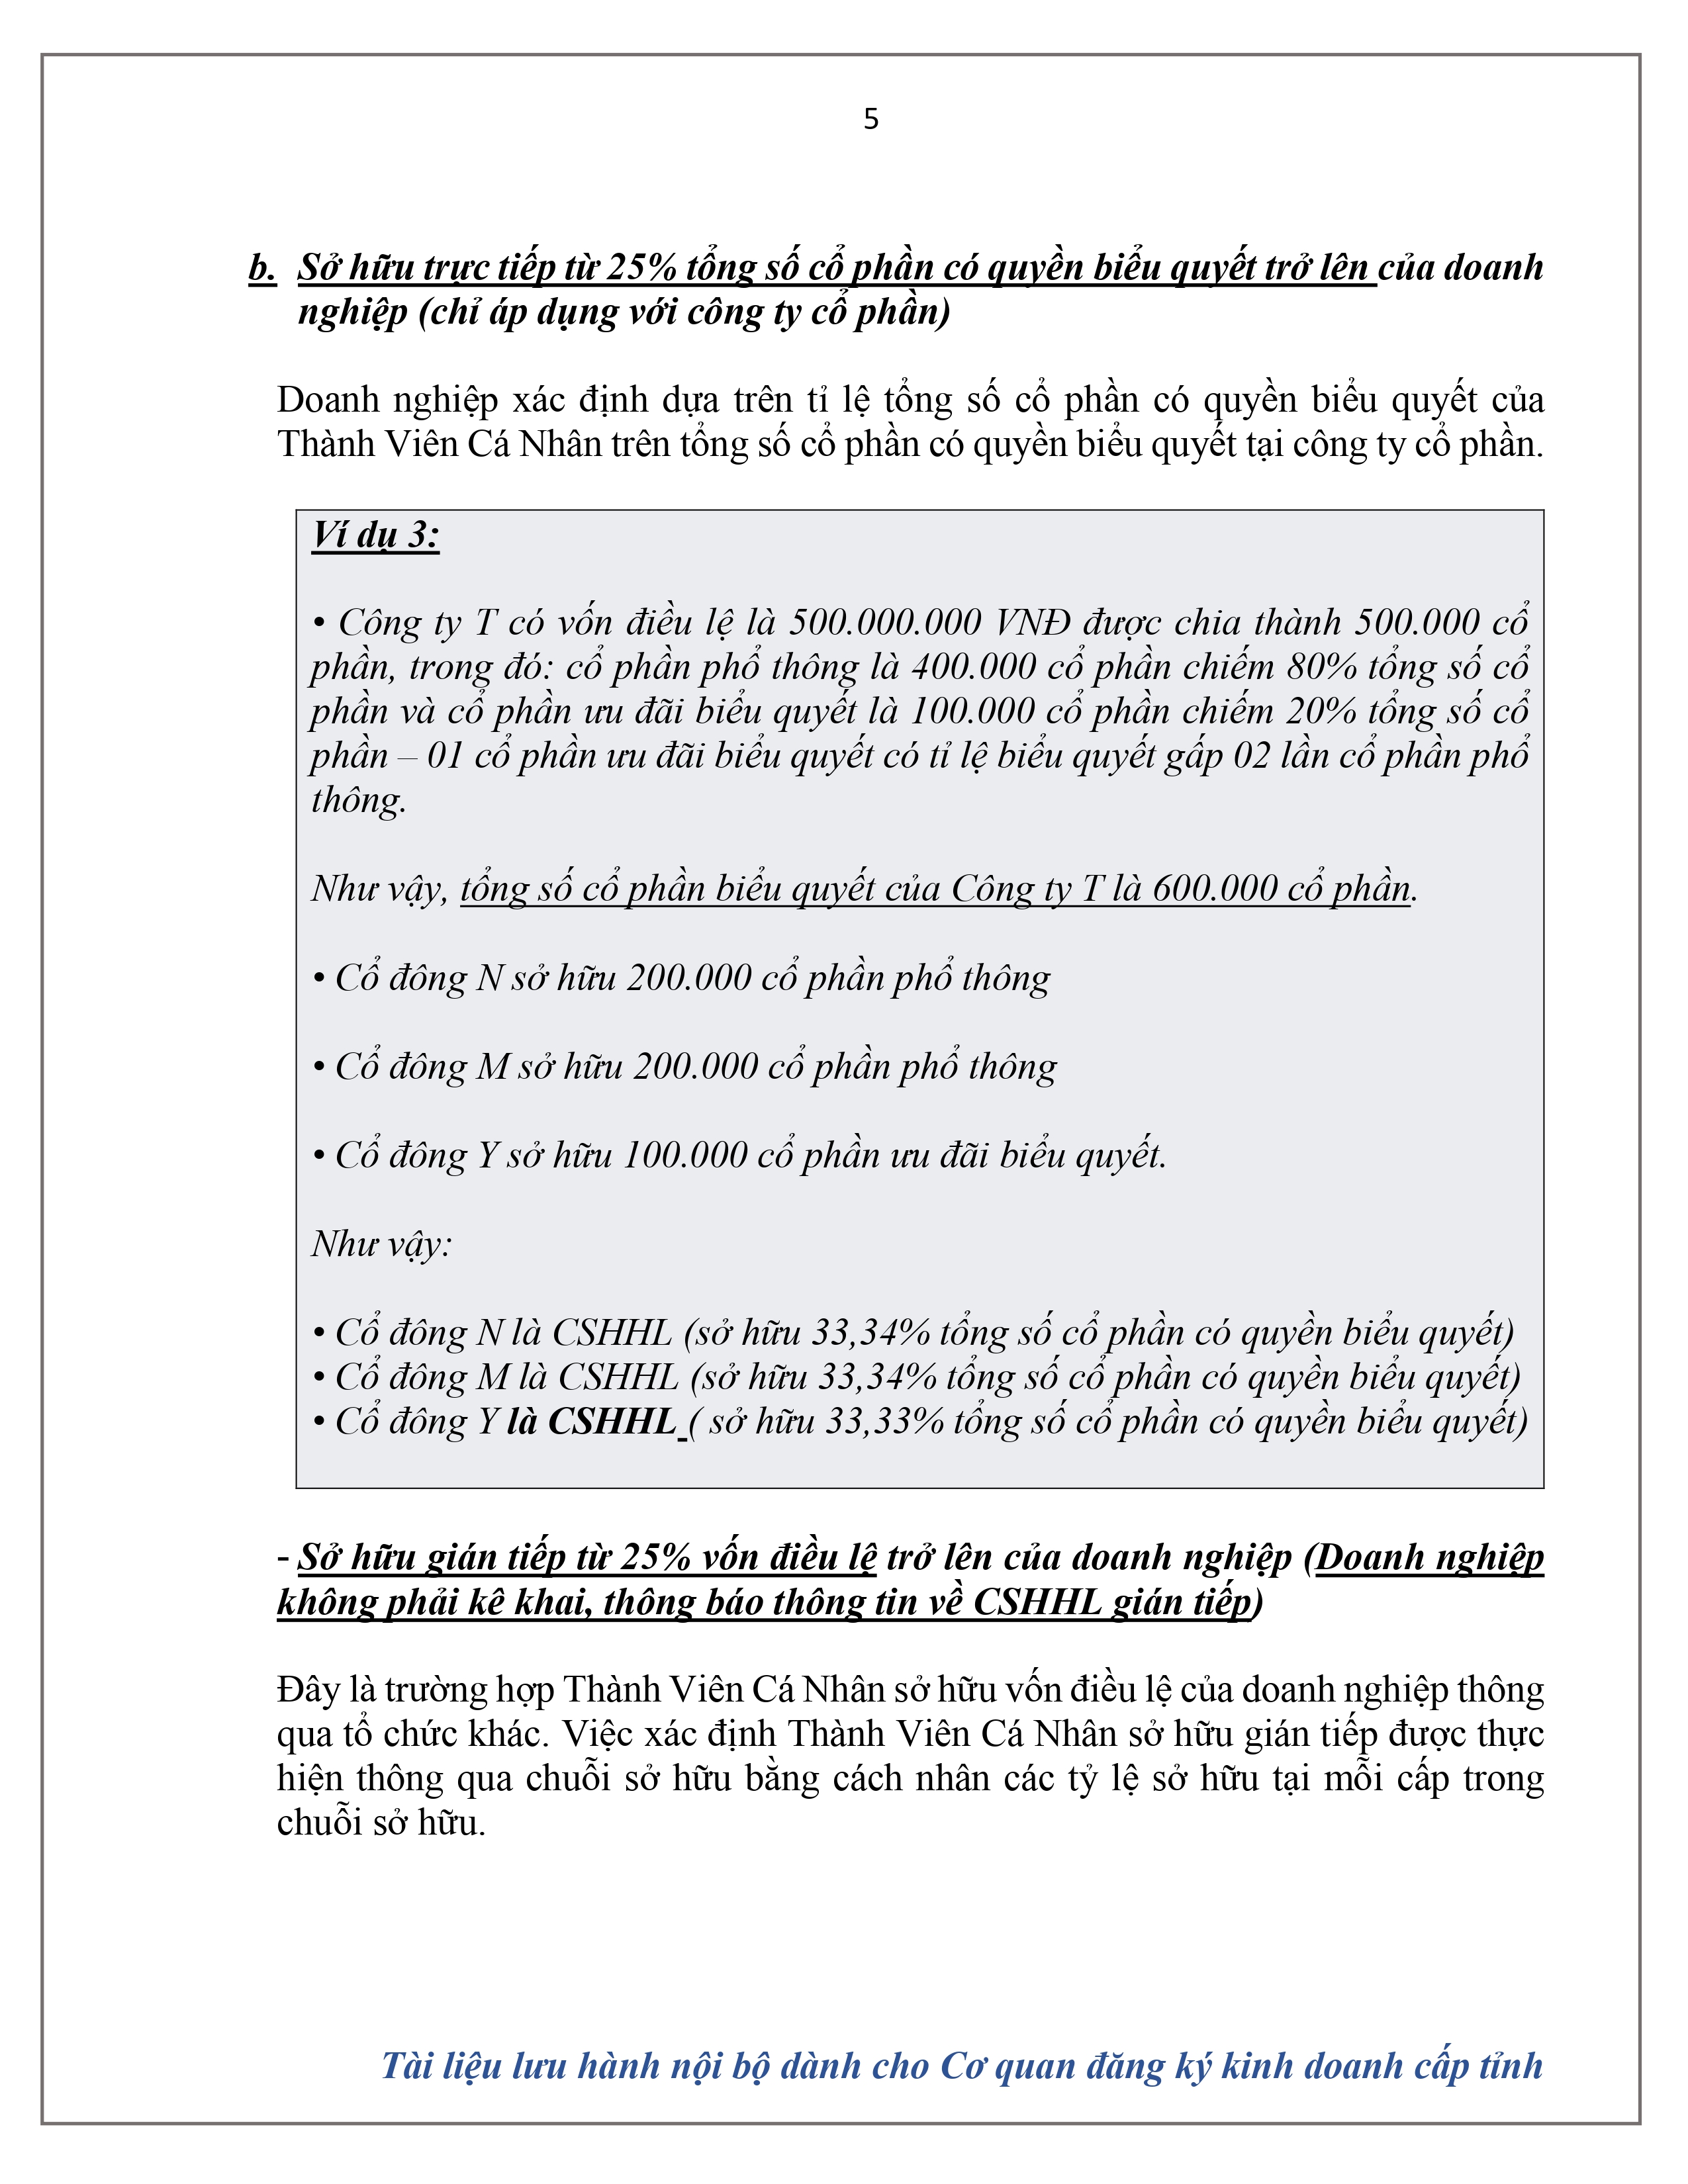 5
b. Sở hữu trực tiếp từ 25% tổng số cổ phần có quyền biểu quyết trở lên của doanh
nghiệp (chỉ áp dụng với công ty cổ phần)
Doanh nghiệp xác định dựa trên tỉ lệ tổng số cổ phần có quyền biểu quyết của
Thành Viên Cá Nhân trên tổng số cổ phần có quyền biểu quyết tại công ty cổ phần.
Ví dụ 3:
• Công ty T có vốn điều lệ là 500.000.000 VNĐ được chia thành 500.000 cổ
phần, trong đó: cổ phần phổ thông là 400.000 cổ phần chiếm 80% tổng số cổ
phần và cổ phần ưu đãi biểu quyết là 100.000 cổ phần chiếm 20% tổng số cổ
phần – 01 cổ phần ưu đãi biểu quyết có tỉ lệ biểu quyết gấp 02 lần cổ phần phổ
thông.
Như vậy, tổng số cổ phần biểu quyết của Công ty T là 600.000 cổ phần.
• Cổ đông N sở hữu 200.000 cổ phần phổ thông
• Cổ đông M sở hữu 200.000 cổ phần phổ thông
• Cổ đông Y sở hữu 100.000 cổ phần ưu đãi biểu quyết.
Như vậy:
• Cổ đông N là CSHHL (sở hữu 33,34% tổng số cổ phần có quyền biểu quyết)
• Cổ đông M là CSHHL (sở hữu 33,34% tổng số cổ phần có quyền biểu quyết)
• Cổ đông Y là CSHHL ( sở hữu 33,33% tổng số cổ phần có quyền biểu quyết)
- Sở hữu gián tiếp từ 25% vốn điều lệ trở lên của doanh nghiệp (Doanh nghiệp
không phải kê khai, thông báo thông tin về CSHHL gián tiếp)
Đây là trường hợp Thành Viên Cá Nhân sở hữu vốn điều lệ của doanh nghiệp thông
qua tổ chức khác. Việc xác định Thành Viên Cá Nhân sở hữu gián tiếp được thực
hiện thông qua chuỗi sở hữu bằng cách nhân các tỷ lệ sở hữu tại mỗi cấp trong
chuỗi sở hữu.
Tài liệu lưu hành nội bộ dành cho Cơ quan đăng ký kinh doanh cấp tỉnh